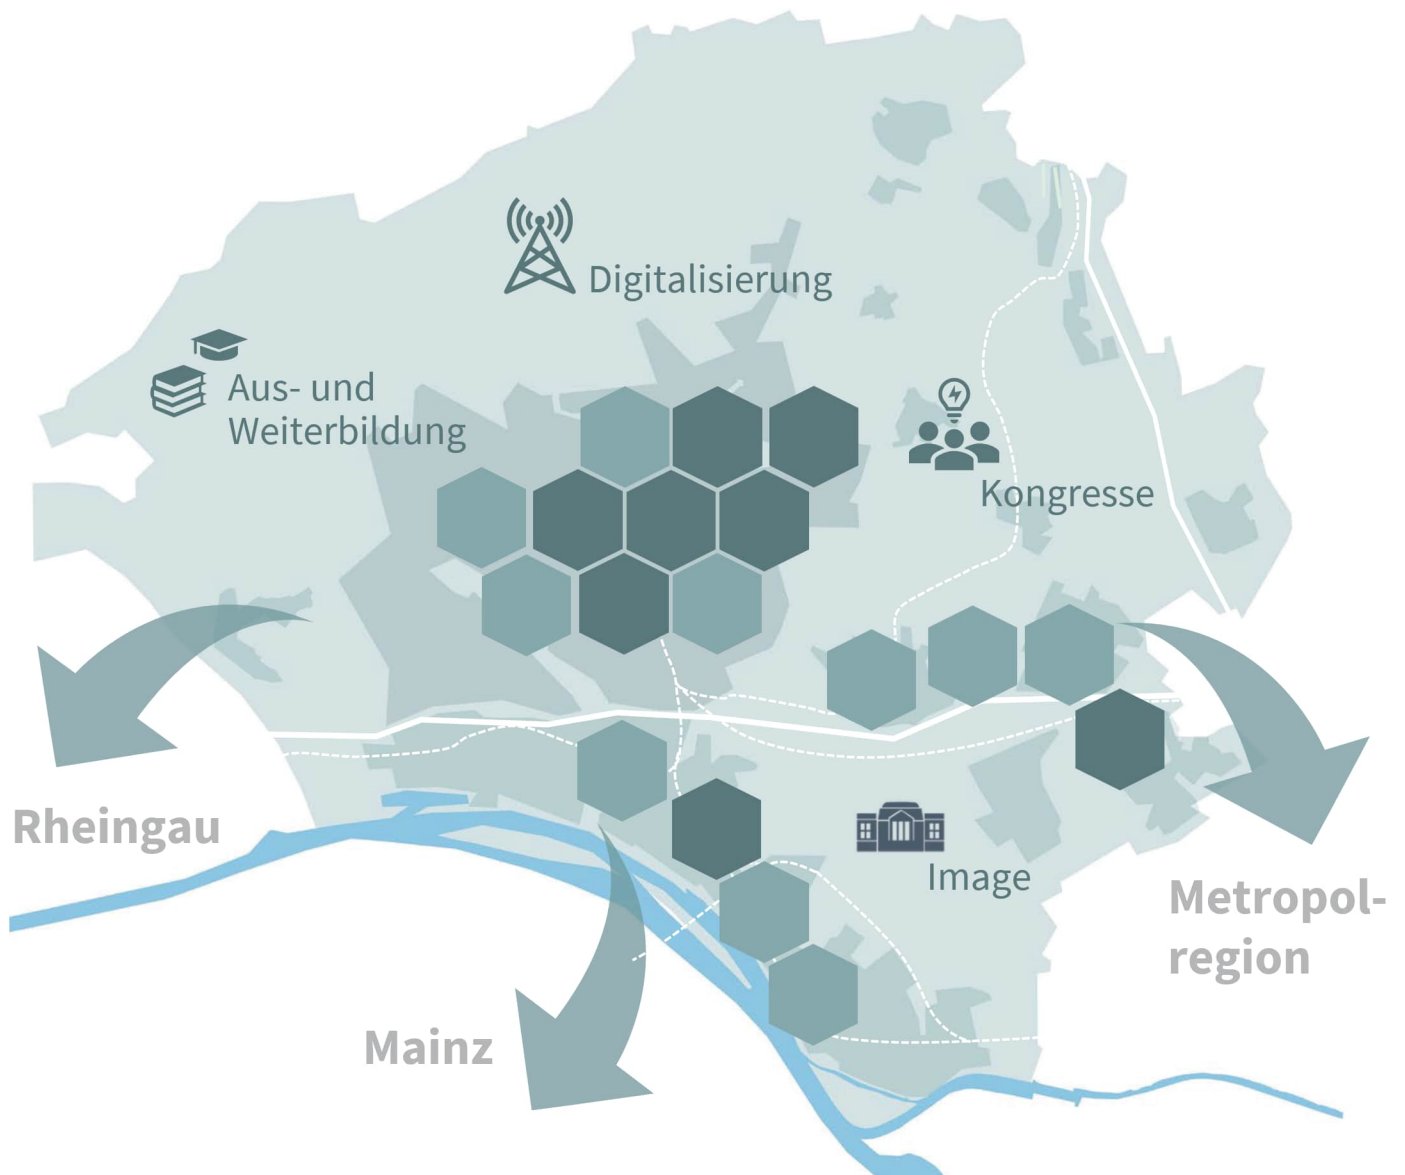 Digitalisierung
Aus- und
Weiterbildung
Kongresse
Rheingau
Image
Metropol-
region
Mainz